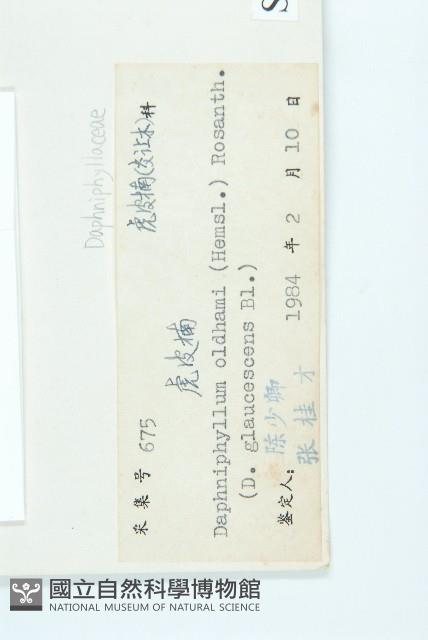 Daphniphyllaceae
采集号 675
虎皮楠(交让木)科
虎皮楠
Daphniphyllum oldhami (Hemsl.) Rosanth.
(D. glaucescens Bl.)
鉴定人: 陈少卿
张桂才
1984 年 2 月 10 日
國立自然科學博物館
NATIONAL MUSEUM OF NATURAL SCIENCE